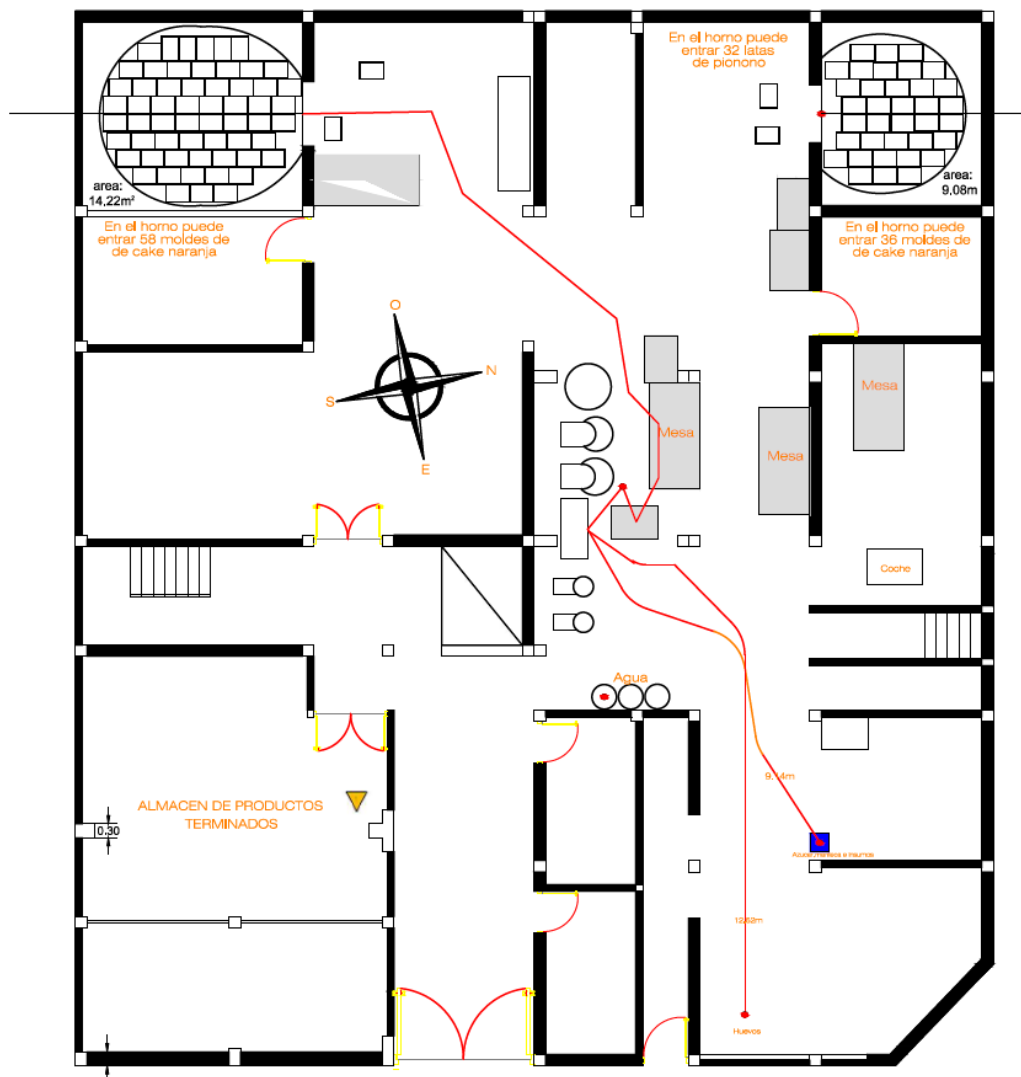 En el horno puede
entrar 32 latas
de pionono
area:
14,22m²
area:
9,08m
En el horno puede
entrar 58 moldes de
de cake naranja
En el horno puede
entrar 36 moldes de
de cake naranja
O
N
S
E
Mesa
Mesa
Mesa
Coche
Agua
9,14m
ALMACEN DE PRODUCTOS
TERMINADOS
0.30
12,62m
Huevos